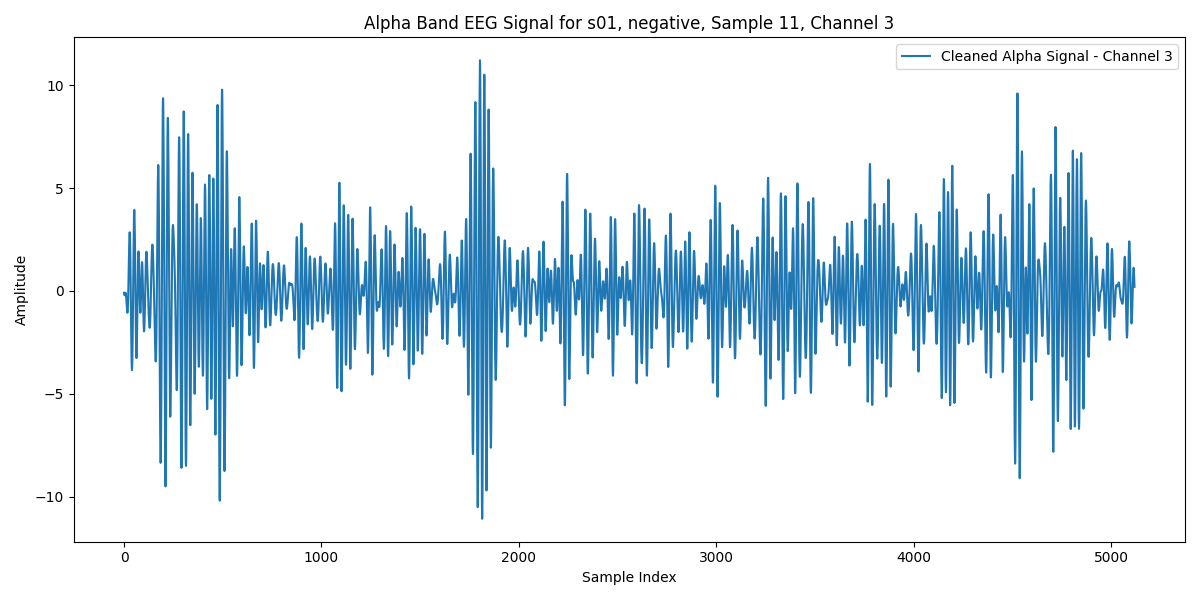 Alpha Band EEG Signal for s01, negative, Sample 11, Channel 3
Cleaned Alpha Signal - Channel 3
Amplitude
10
5
0
−5
−10
0 1000 2000 3000 4000 5000
Sample Index